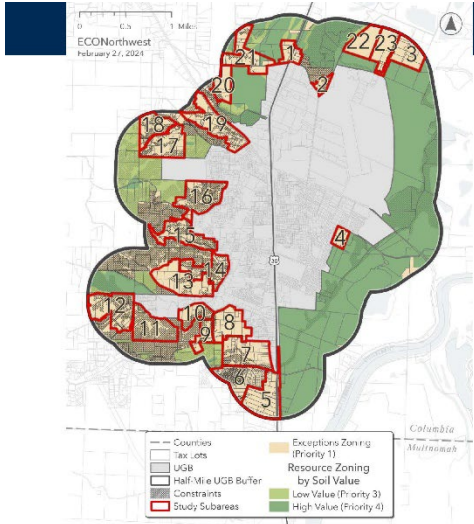 0 0.5 1 Miles
ECONorthwest
February 27, 2024
21
1
22
23
3
2
20
19
18
17
16
4
15
14
13
12
11
10
9
8
7
6
5
30
Columbia
Multnomah
Counties
Tax Lots
UGB
Half-Mile UGB Buffer
Constraints
Study Subareas
Exceptions Zoning
(Priority 1)
Resource Zoning
by Soil Value
Low Value (Priority 3)
High Value (Priority 4)